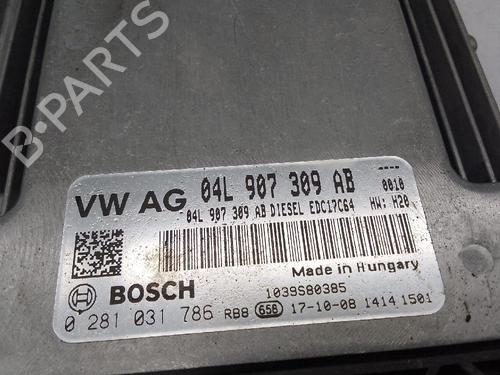 B-PARTS
VW AG 04L 907 309 AB
04L 907 309 AB DIESEL EDC17C64 0010
HW: H20
Made in Hungary
BOSCH 1039S80385
0 281 031 786 RB8 658 17-10-08 1414 1501